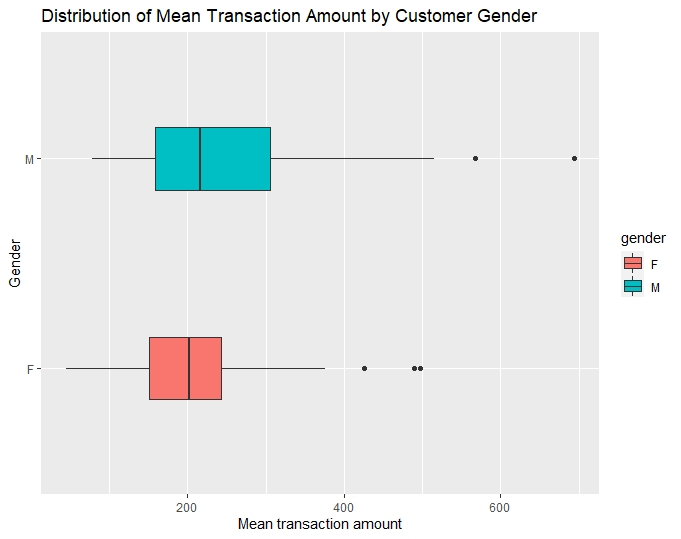 Distribution of Mean Transaction Amount by Customer Gender
M
F
Gender
200
400
600
Mean transaction amount
gender
F
M